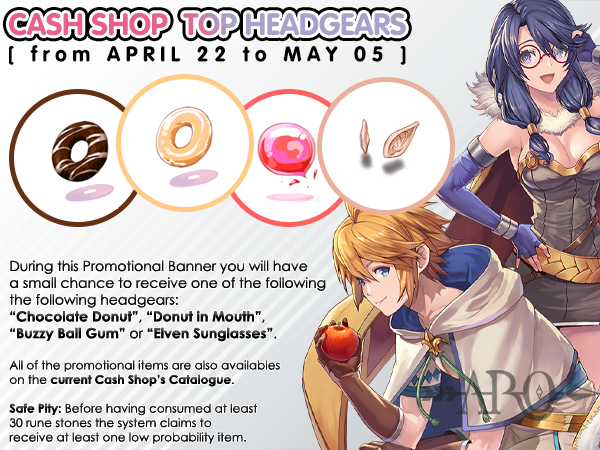 CASH SHOP TOP HEADGEARS
[ from APRIL 22 to MAY 05 ]
During this Promotional Banner you will have
a small chance to receive one of the following
the following headgears:
“Chocolate Donut”, “Donut in Mouth”,
“Buzzy Ball Gum” or “Elven Sunglasses”.
All of the promotional items are also availables
on the current Cash Shop's Catalogue.
Safe Pity: Before having consumed at least
30 rune stones the system claims to
receive at least one low probability item.
ARO